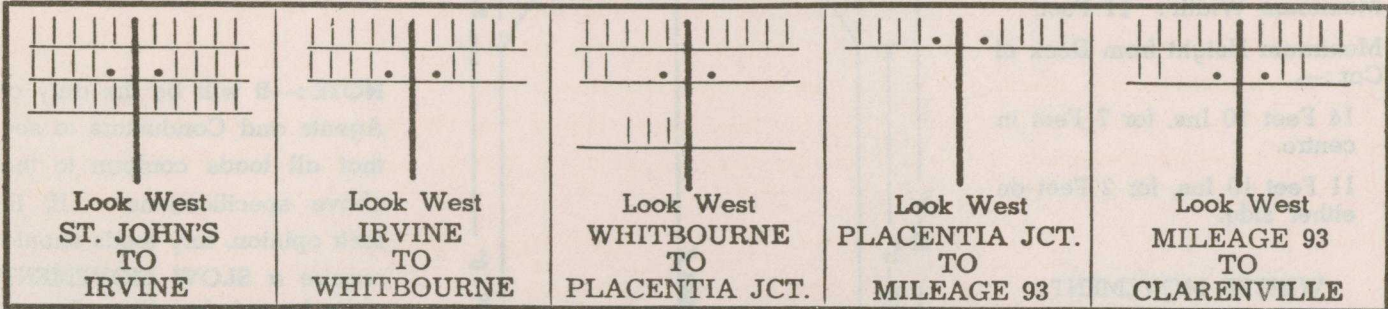 Look West
ST. JOHN'S
TO
IRVINE
Look West
IRVINE
TO
WHITBOURNE
Look West
WHITBOURNE
TO
PLACENTIA JCT.
Look West
PLACENTIA JCT.
TO
MILEAGE 93
Look West
MILEAGE 93
TO
CLARENVILLE